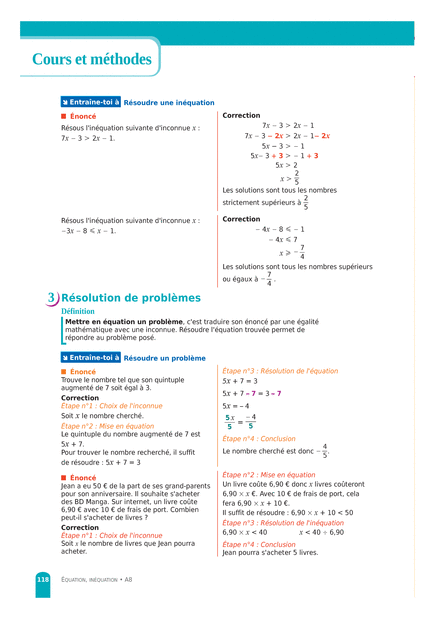 Cours et méthodes
Entraîne-toi à Résoudre une inéquation
Énoncé
Résous l'inéquation suivante d'inconnue x :
7x − 3 > 2x − 1.
Correction
7x − 3 > 2x − 1
7x − 3 − 2x > 2x − 1− 2x
5x − 3 > − 1
5x− 3 + 3 > − 1 + 3
5x > 2
x > 2/5
Les solutions sont tous les nombres
strictement supérieurs à 2/5
Résous l'inéquation suivante d'inconnue x :
−3x − 8 ⩽ x − 1.
Correction
− 4x − 8 ⩽ − 1
− 4x ⩽ 7
x ⩾ − 7/4
Les solutions sont tous les nombres supérieurs
ou égaux à − 7/4 .
3 Résolution de problèmes
Définition
Mettre en équation un problème, c'est traduire son énoncé par une égalité
mathématique avec une inconnue. Résoudre l'équation trouvée permet de
répondre au problème posé.
Entraîne-toi à Résoudre un problème
Énoncé
Trouve le nombre tel que son quintuple
augmenté de 7 soit égal à 3.
Correction
Étape n°1 : Choix de l'inconnue
Soit x le nombre cherché.
Étape n°2 : Mise en équation
Le quintuple du nombre augmenté de 7 est
5x + 7.
Pour trouver le nombre recherché, il suffit
de résoudre : 5x + 7 = 3
Étape n°3 : Résolution de l'équation
5x + 7 = 3
5x + 7 − 7 = 3 − 7
5x = − 4
5x/5 = − 4/5
Étape n°4 : Conclusion
Le nombre cherché est donc − 4/5.
Énoncé
Jean a eu 50 € de la part de ses grand-parents
pour son anniversaire. Il souhaite s'acheter
des BD Manga. Sur internet, un livre coûte
6,90 € avec 10 € de frais de port. Combien
peut-il s'acheter de livres ?
Correction
Étape n°1 : Choix de l'inconnue
Soit x le nombre de livres que Jean pourra
acheter.
Étape n°2 : Mise en équation
Un livre coûte 6,90 € donc x livres coûteront
6,90 × x €. Avec 10 € de frais de port, cela
fera 6,90 × x + 10 €.
Il suffit de résoudre : 6,90 × x + 10 < 50
Étape n°3 : Résolution de l'inéquation
6,90 × x < 40 x < 40 ÷ 6,90
Étape n°4 : Conclusion
Jean pourra s'acheter 5 livres.
118 ÉQUATION, INÉQUATION • A8